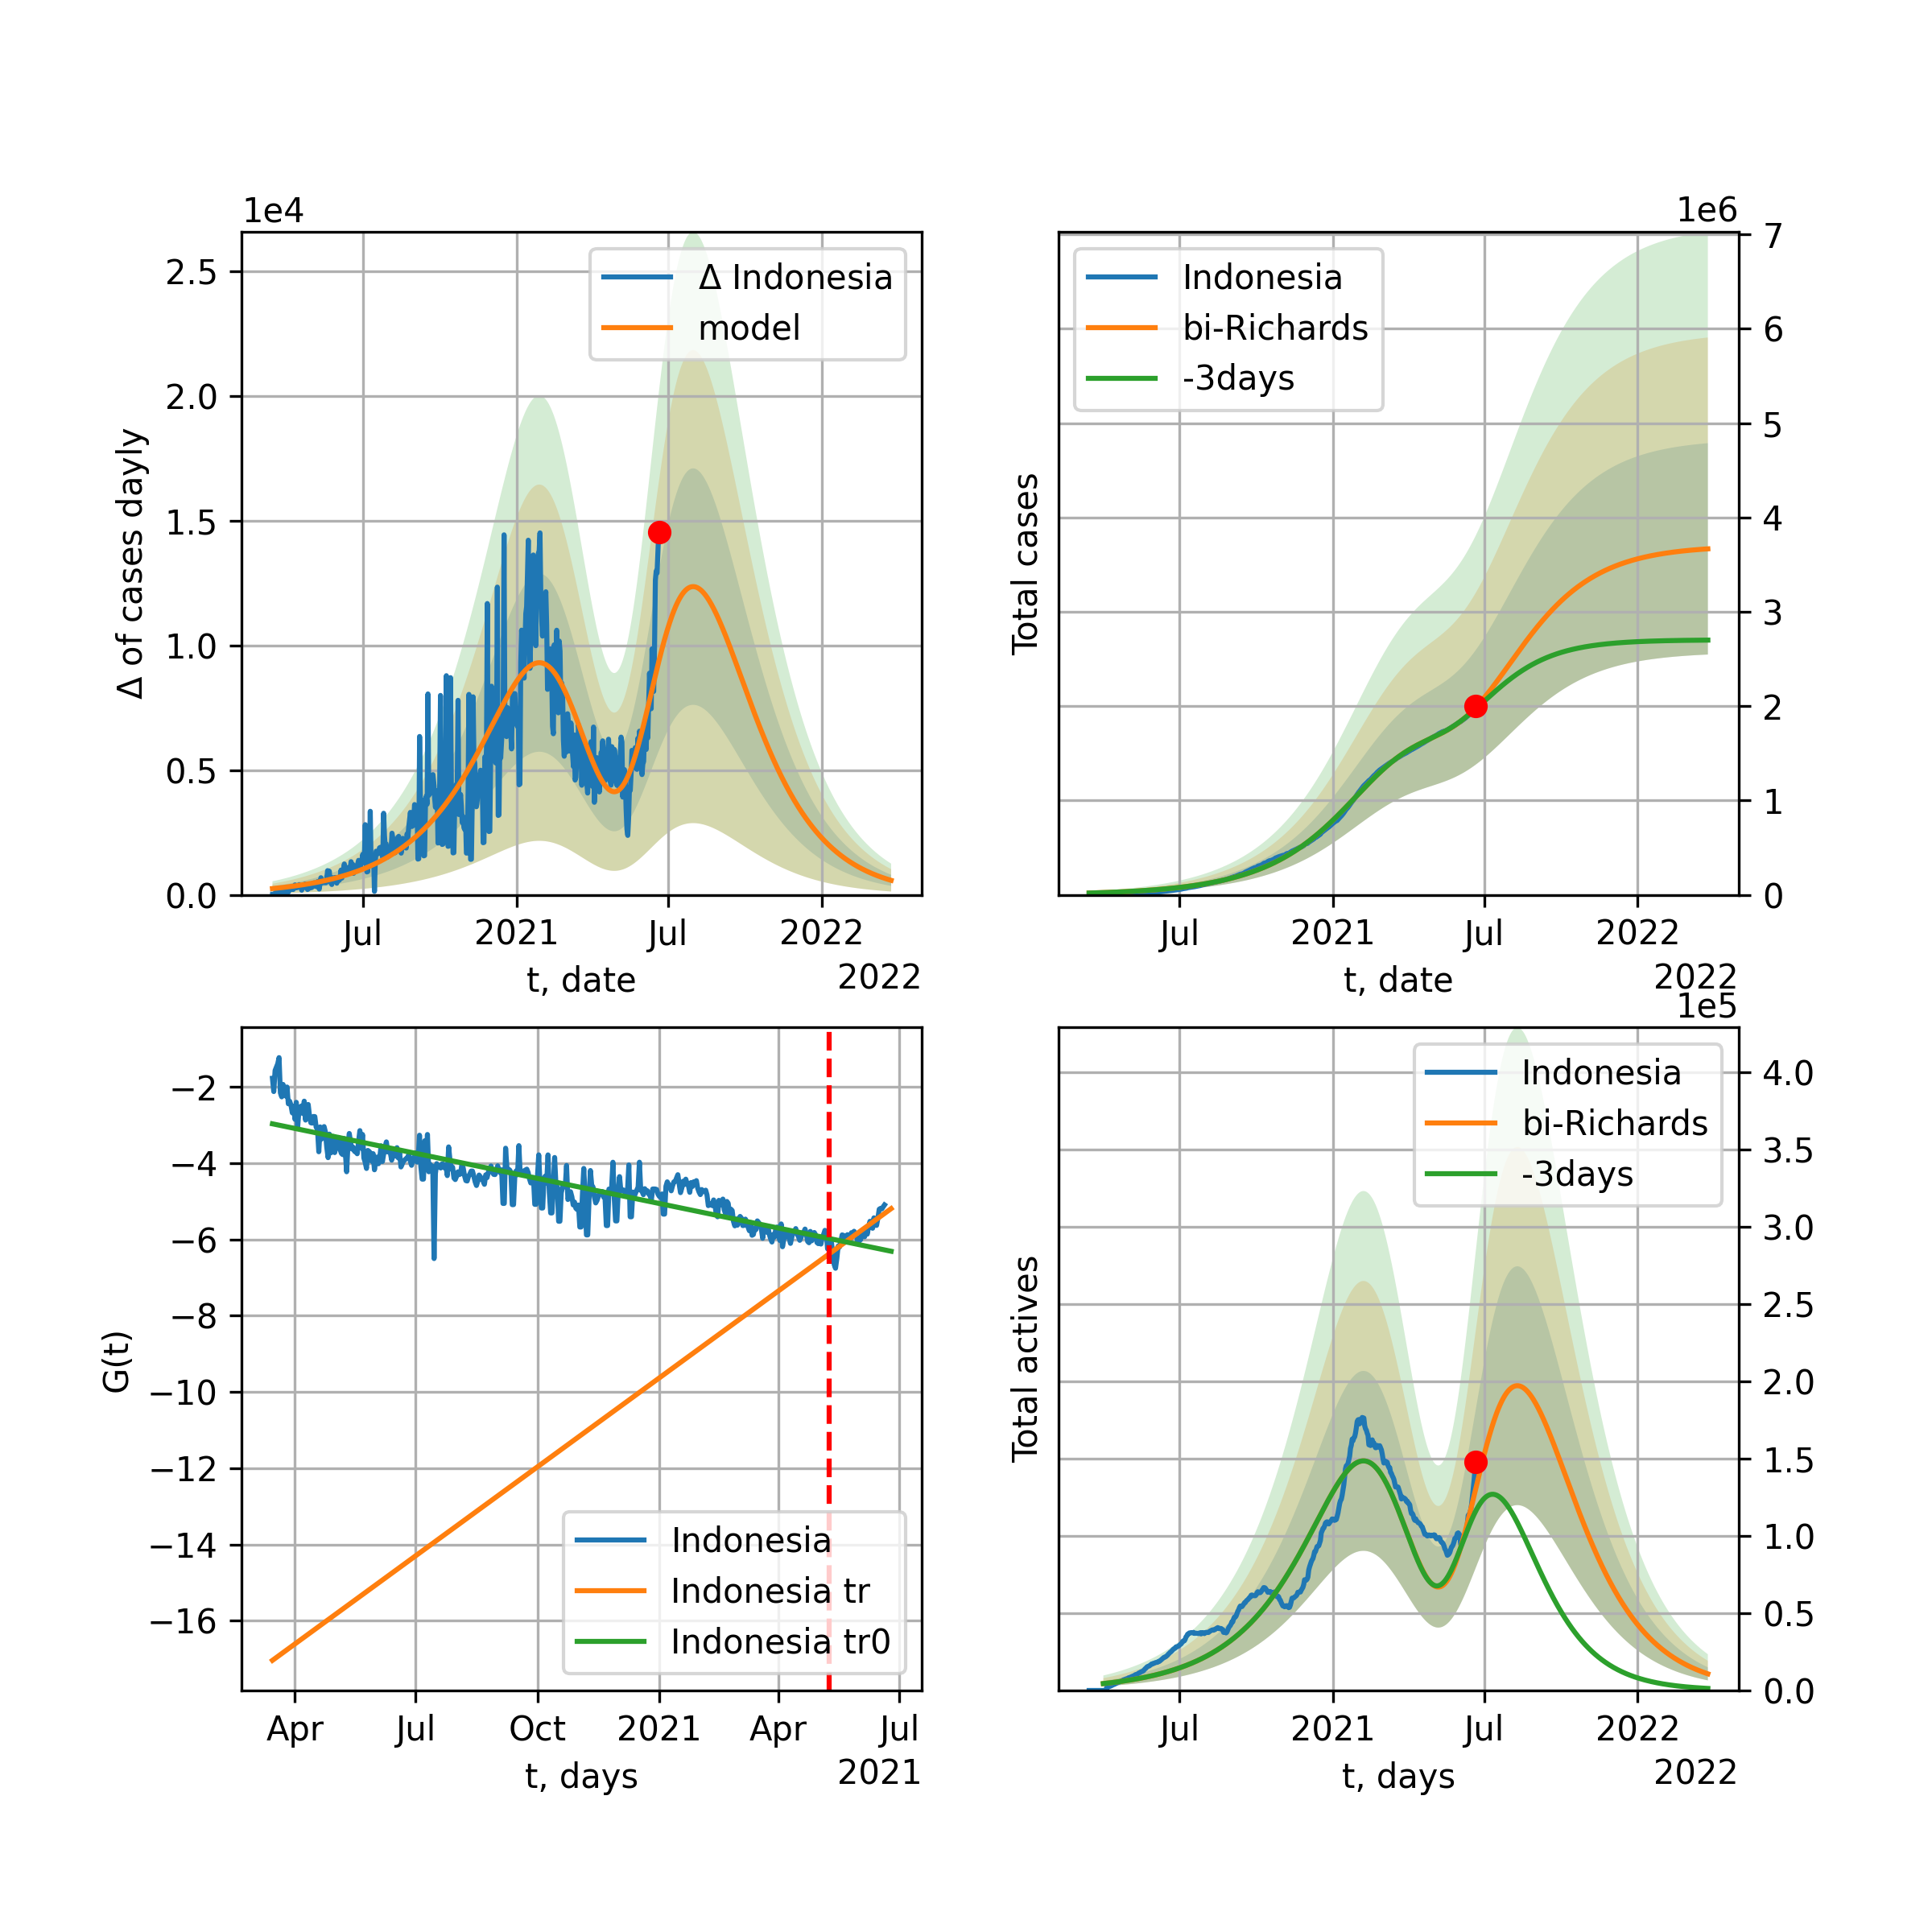 1e4
Δ of cases dayly
2.5
2.0
1.5
1.0
0.5
0.0
Δ Indonesia
model
Jul
2021
Jul
2022
t, date
2022
1e6
Total cases
Indonesia
bi-Richards
-3days
7
6
5
4
3
2
1
0
Jul
2021
Jul
2022
t, date
2022
G(t)
−2
−4
−6
−8
−10
−12
−14
−16
Indonesia
Indonesia tr
Indonesia tr0
Apr
Jul
Oct
2021
Apr
Jul
t, days
2021
1e5
Total actives
Indonesia
bi-Richards
-3days
4.0
3.5
3.0
2.5
2.0
1.5
1.0
0.5
0.0
Jul
2021
Jul
2022
t, days
2022